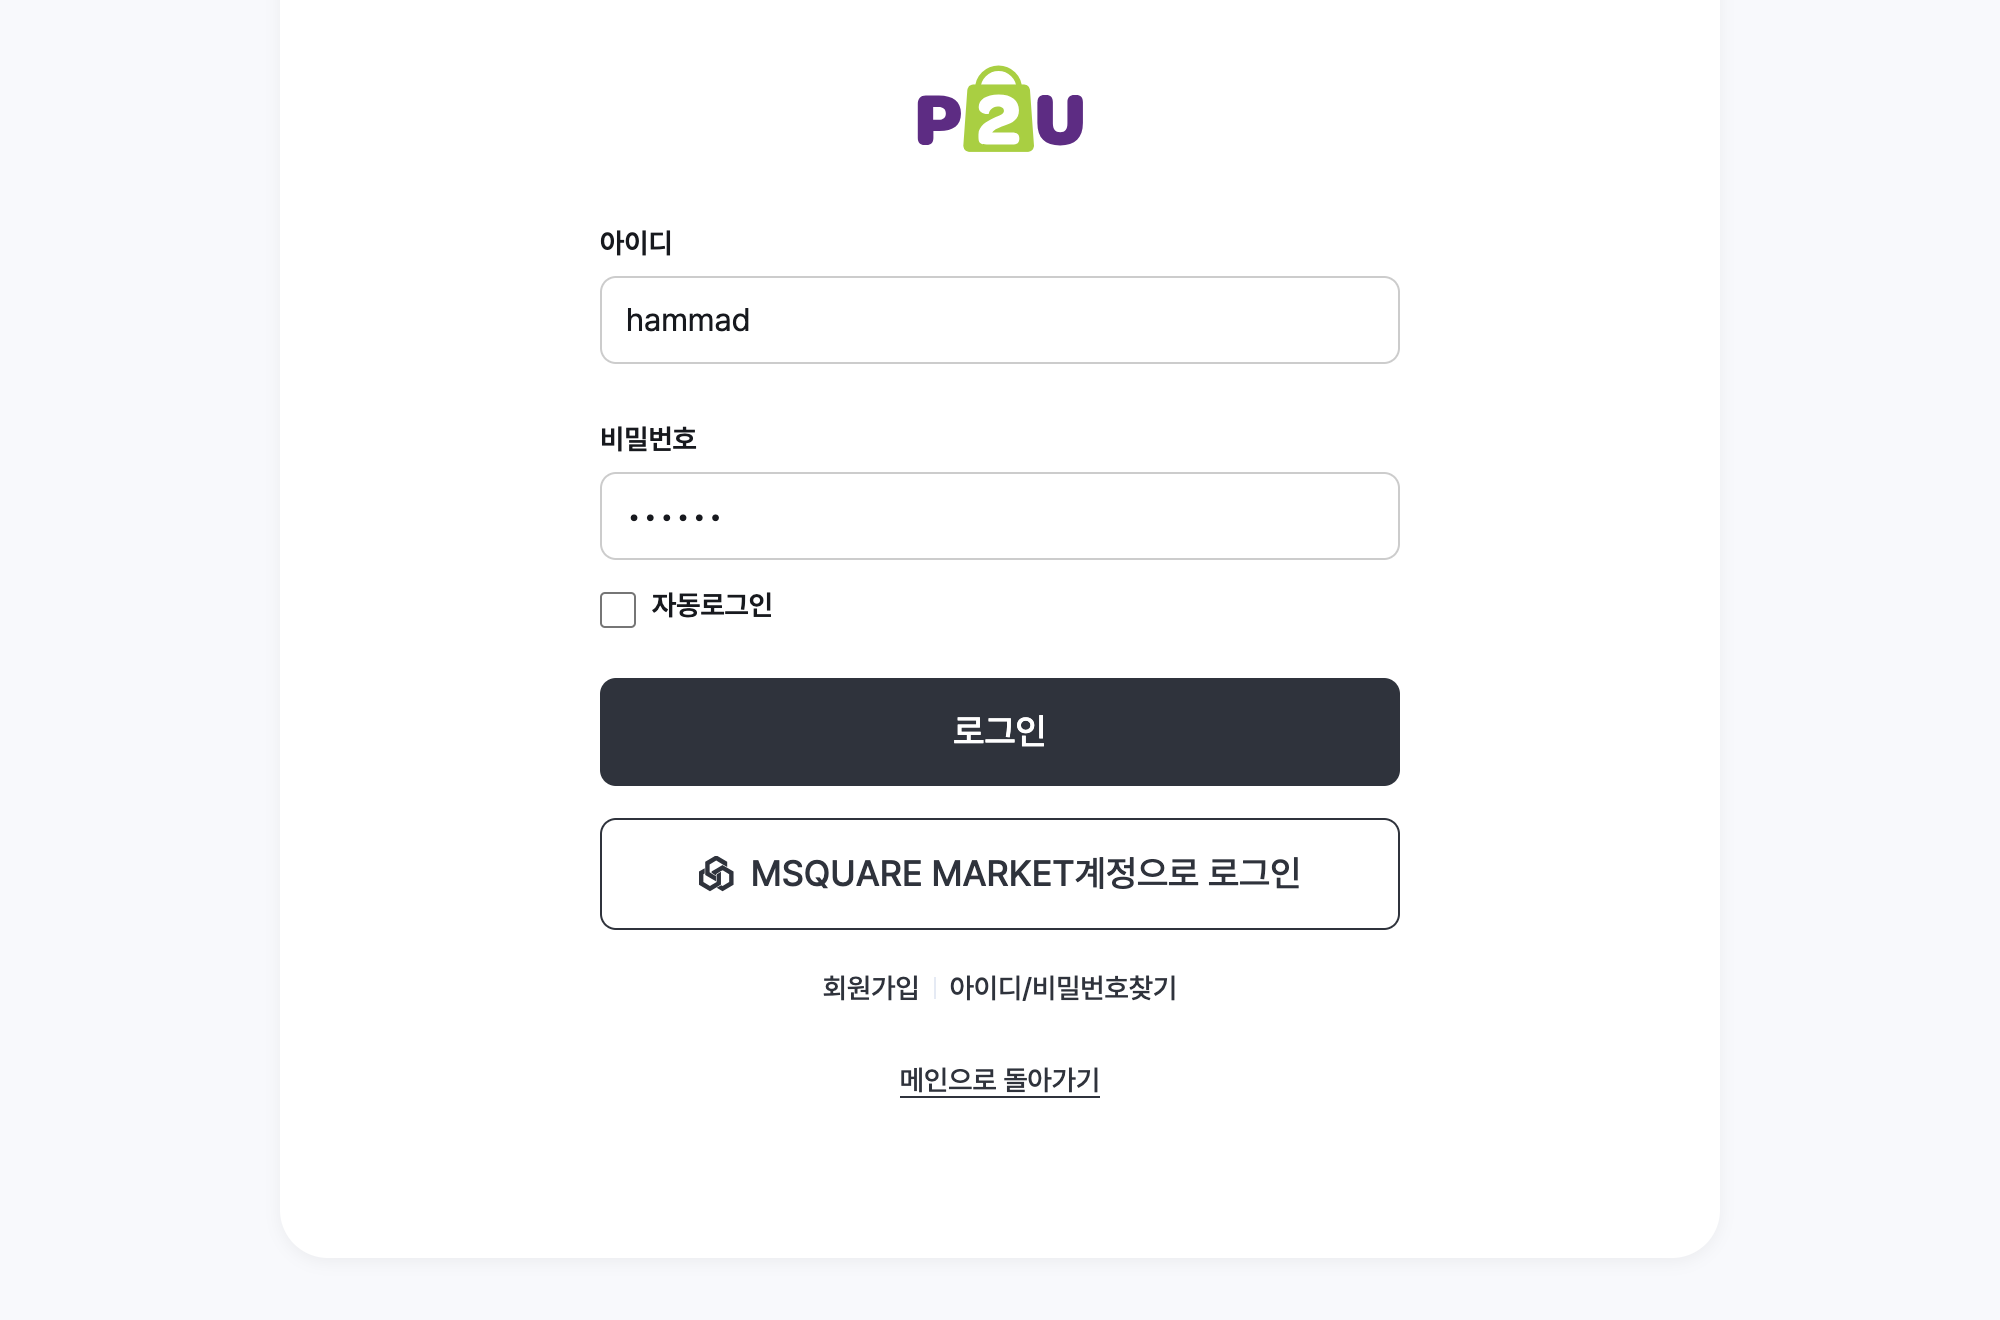 P2U
아이디
hammad
비밀번호
••••••
자동로그인
로그인
MSQUARE MARKET계정으로 로그인
회원가입 | 아이디/비밀번호찾기
메인으로 돌아가기